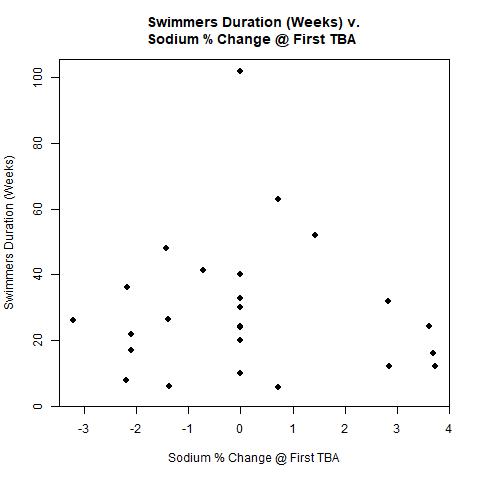 Swimmers Duration (Weeks) v.
Sodium % Change @ First TBA
Swimmers Duration (Weeks)
100
80
60
40
20
0
-3 -2 -1 0 1 2 3 4
Sodium % Change @ First TBA